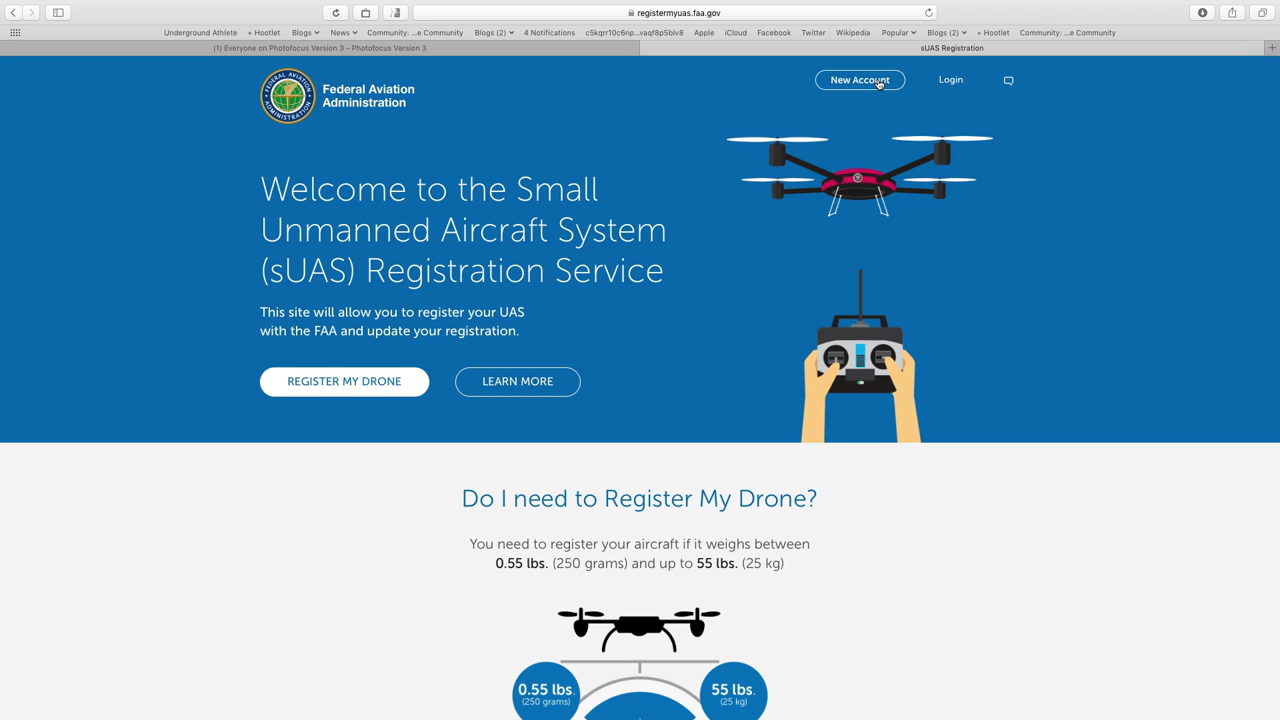 registermyuas.faa.gov
Underground Athlete
+ Hootlet
Blogs
News
Community: ...e Community
Blogs (2)
4 Notifications
c5kqrr10c6np...vaqf8p5blv8
Apple
iCloud
Facebook
Twitter
Wikipedia
Popular
Blogs (2)
+ Hootlet
Community: ...e Community
(1) Everyone on Photofocus Version 3 – Photofocus Version 3
sUAS Registration
Federal Aviation
Administration
New Account
Login
Welcome to the Small
Unmanned Aircraft System
(sUAS) Registration Service
This site will allow you to register your UAS
with the FAA and update your registration.
REGISTER MY DRONE
LEARN MORE
Do I need to Register My Drone?
You need to register your aircraft if it weighs between
0.55 lbs. (250 grams) and up to 55 lbs. (25 kg)
0.55 lbs.
(250 grams)
55 lbs.
(25 kg)